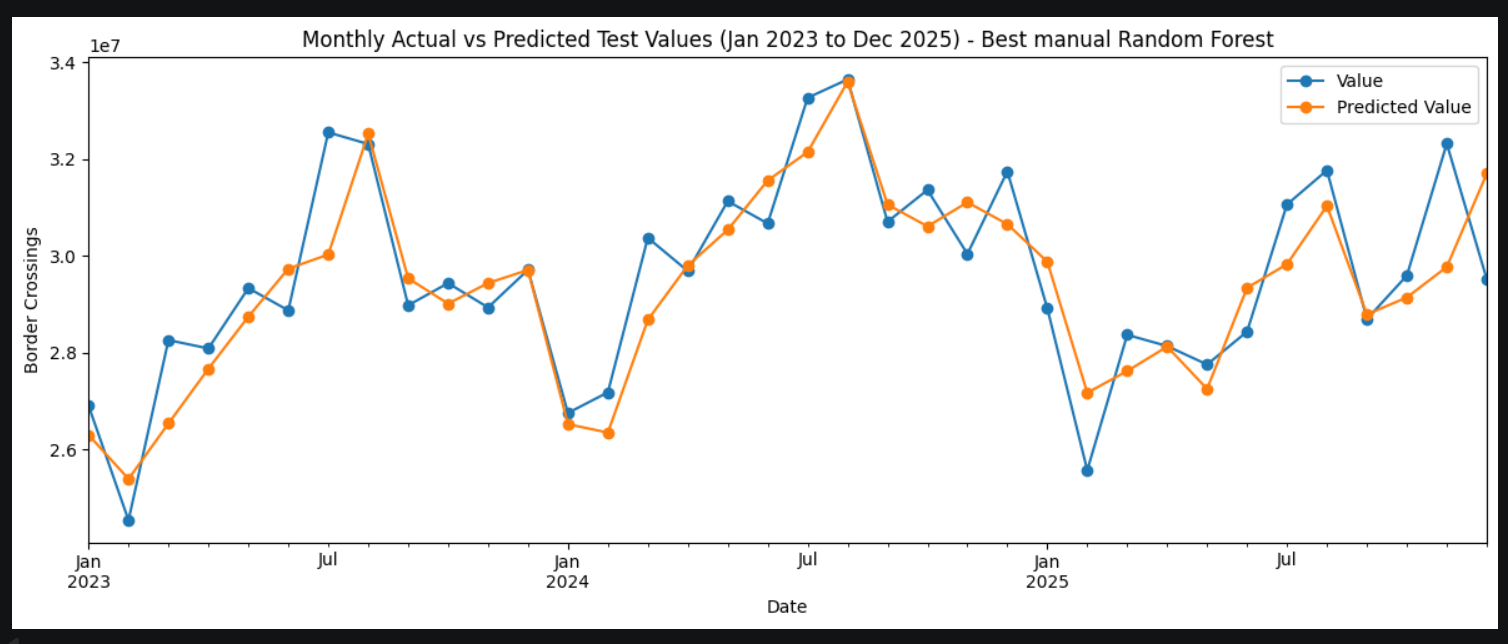 Monthly Actual vs Predicted Test Values (Jan 2023 to Dec 2025) - Best manual Random Forest
1e7
3.4
3.2
3.0
2.8
2.6
Border Crossings
Value
Predicted Value
Jan
2023
Jul
Jan
2024
Jul
Jan
2025
Jul
Date